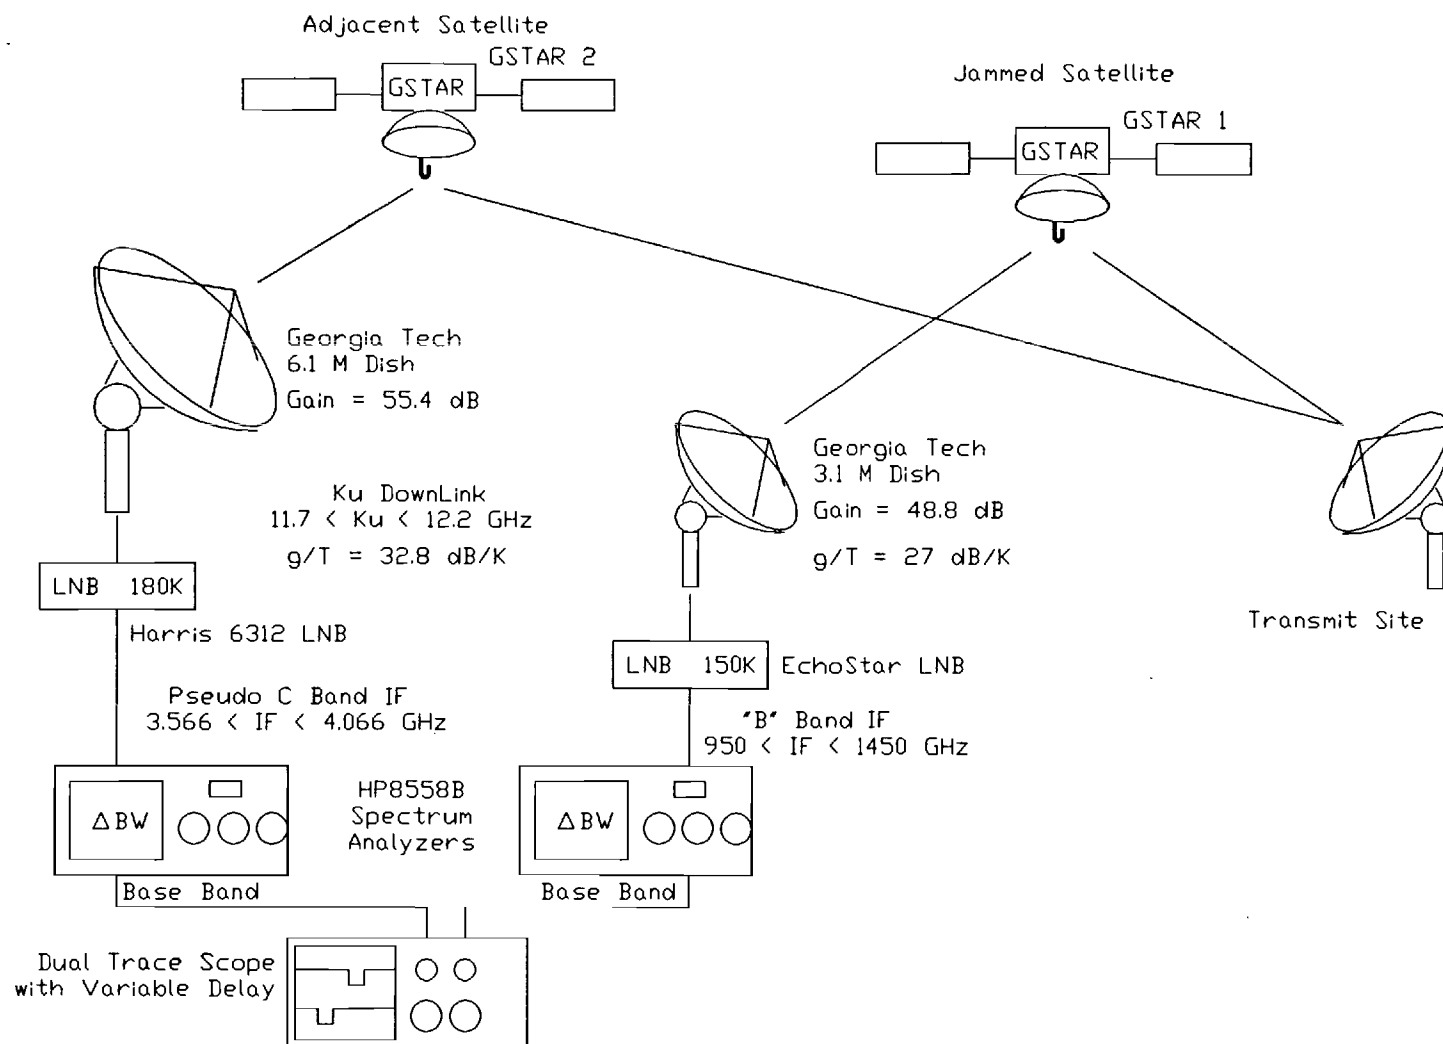 Adjacent Satellite
GSTAR 2
GSTAR
Jammed Satellite
GSTAR 1
GSTAR
Georgia Tech
6.1 M Dish
Gain = 55.4 dB
Georgia Tech
3.1 M Dish
Gain = 48.8 dB
g/T = 27 dB/K
Ku DownLink
11.7 < Ku < 12.2 GHz
g/T = 32.8 dB/K
LNB 180K
Harris 6312 LNB
Transmit Site
LNB 150K
EchoStar LNB
Pseudo C Band IF
3.566 < IF < 4.066 GHz
"B" Band IF
950 < IF < 1450 GHz
ΔBW
HP8558B
Spectrum
Analyzers
ΔBW
Base Band
Base Band
Dual Trace Scope
with Variable Delay